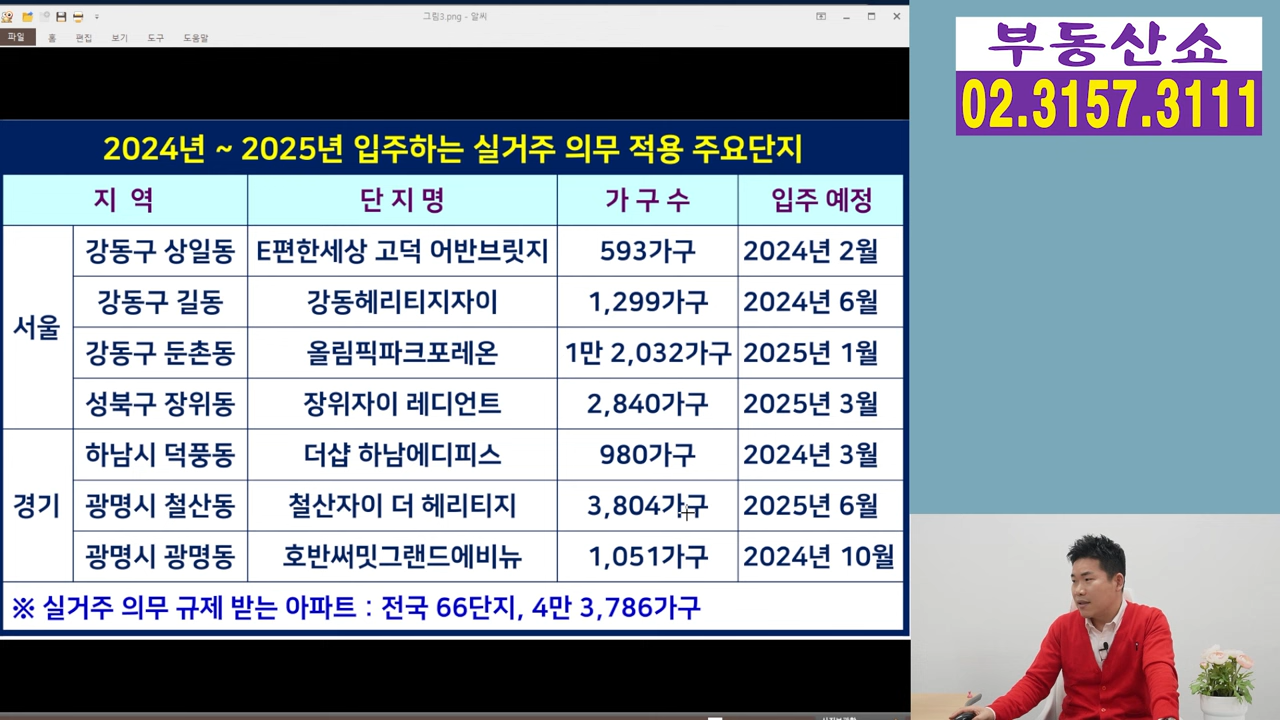 그림3.png - 알씨
파일 홈 편집 보기 도구 도움말
부동산쇼
02.3157.3111
2024년 ~ 2025년 입주하는 실거주 의무 적용 주요단지
지 역 단 지 명 가 구 수 입주 예정
서울
강동구 상일동 E편한세상 고덕 어반브릿지 593가구 2024년 2월
강동구 길동 강동헤리티지자이 1,299가구 2024년 6월
강동구 둔촌동 올림픽파크포레온 1만 2,032가구 2025년 1월
성북구 장위동 장위자이 레디언트 2,840가구 2025년 3월
경기
하남시 덕풍동 더샵 하남에디피스 980가구 2024년 3월
광명시 철산동 철산자이 더 헤리티지 3,804가구 2025년 6월
광명시 광명동 호반써밋그랜드에비뉴 1,051가구 2024년 10월
※ 실거주 의무 규제 받는 아파트 : 전국 66단지, 4만 3,786가구